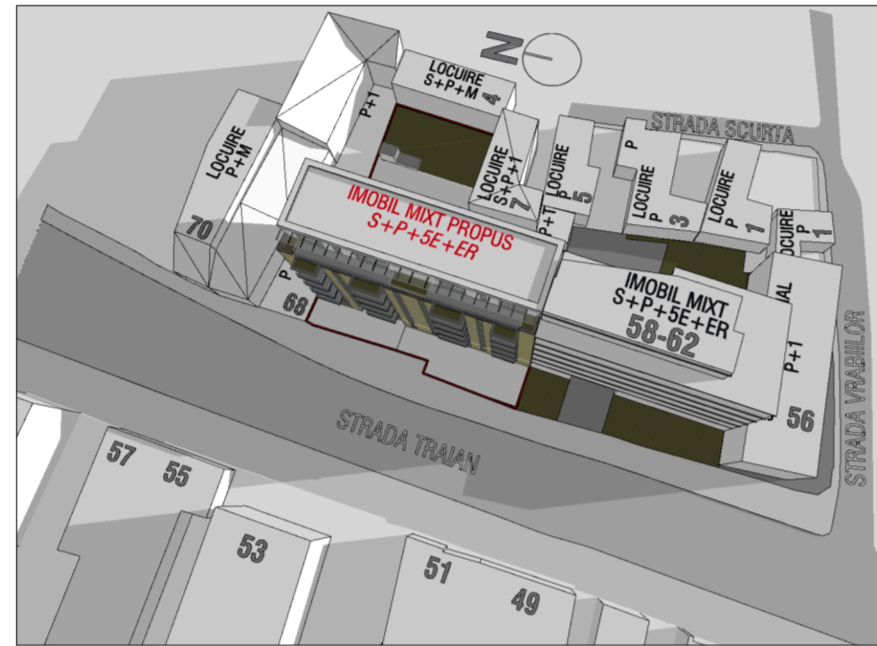 N
LOCUIRE
S+P+M
4
P+1
LOCUIRE
P+M
70
STRADA SCURTA
LOCUIRE
S+P+1
7
LOCUIRE
P
5
P
LOCUIRE
P
3
LOCUIRE
P
1
P
1
IMOBIL MIXT PROPUS
S+P+5E+ER
P
68
IMOBIL MIXT
S+P+5E+ER
58-62
P+1
56
STRADA VRABIILOR
STRADA TRAIAN
57
55
53
51
49